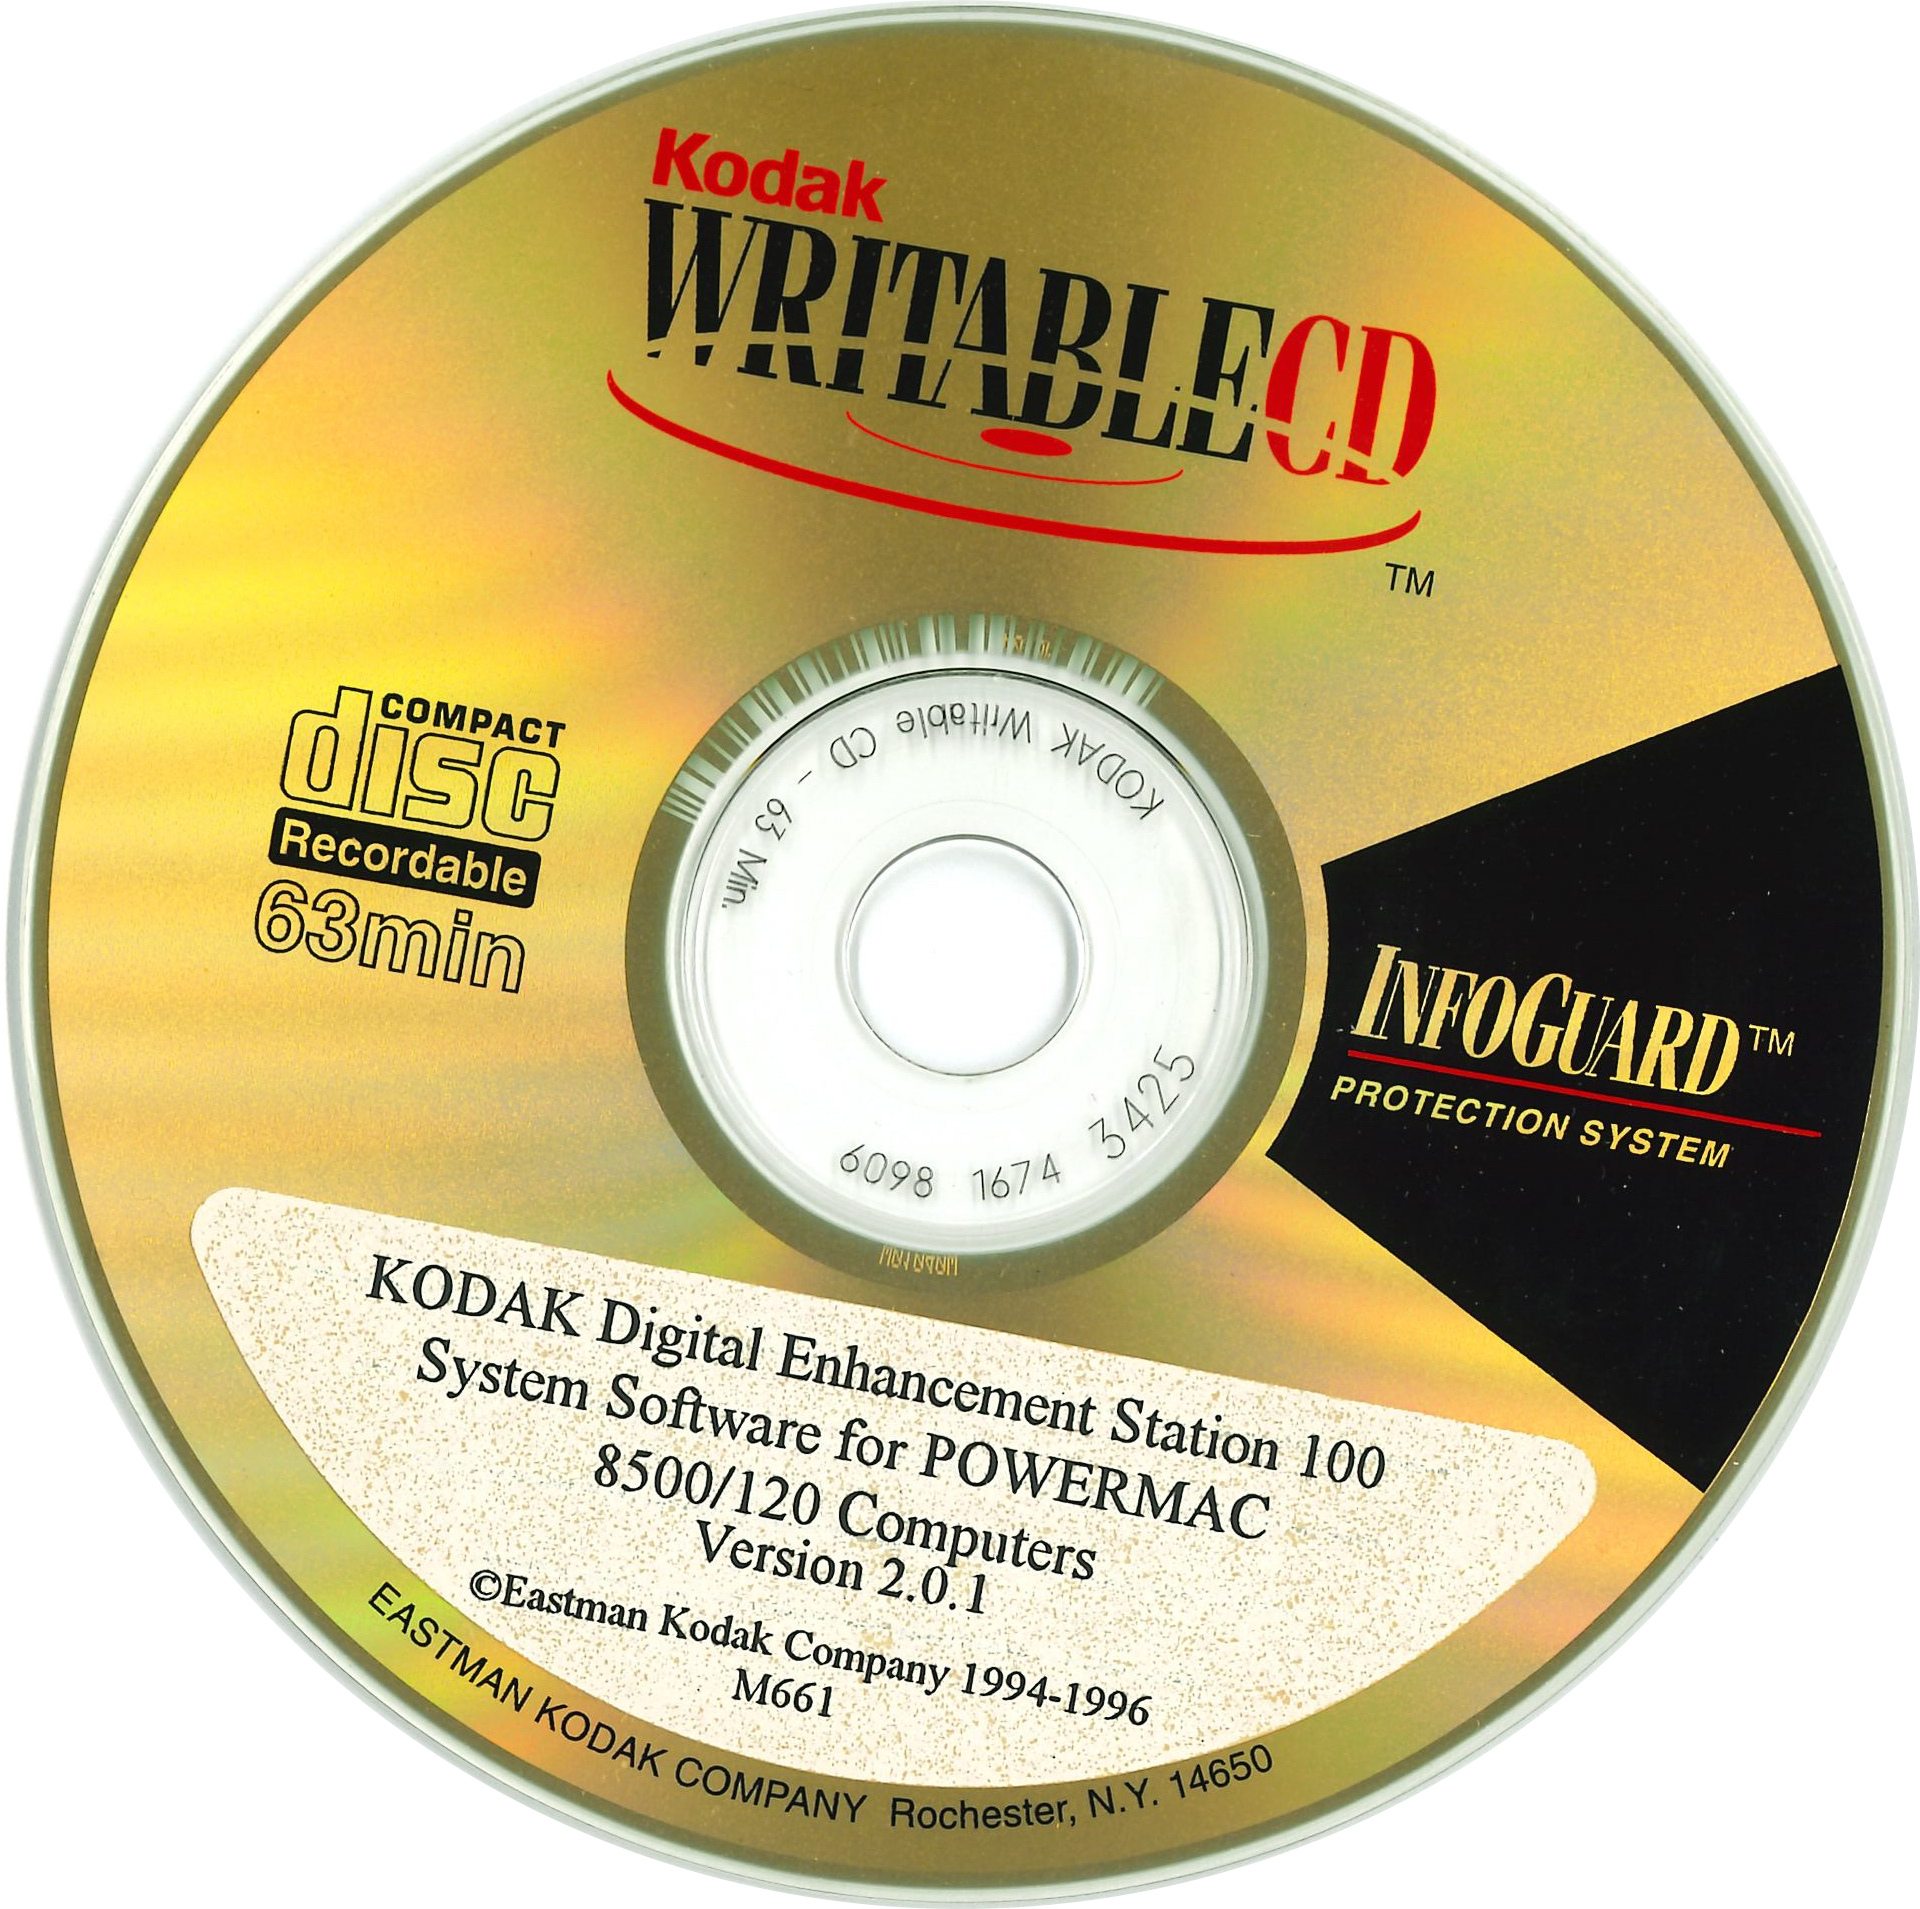 Kodak
WRITABLE CD
TM
COMPACT
disc
Recordable
63min
KODAK Writable CD - 63 Min.
6098 1674 3425
INFOGUARD™
PROTECTION SYSTEM
KODAK Digital Enhancement Station 100
System Software for POWERMAC
8500/120 Computers
Version 2.0.1
©Eastman Kodak Company 1994-1996
M661
EASTMAN KODAK COMPANY Rochester, N.Y. 14650